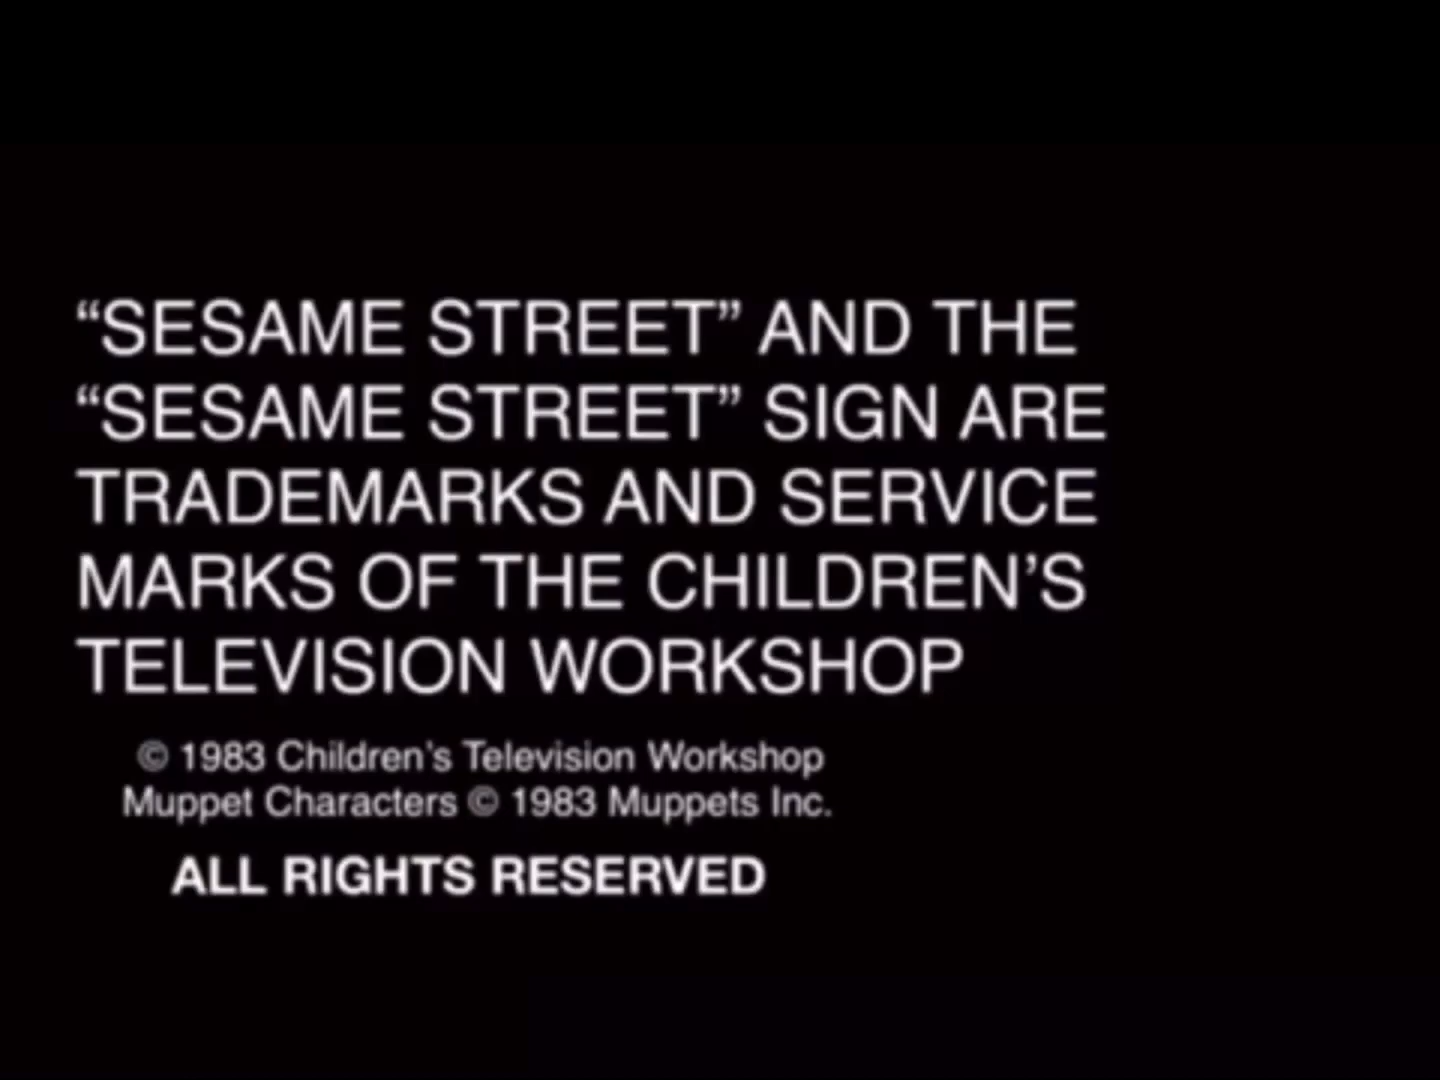 “SESAME STREET” AND THE
“SESAME STREET” SIGN ARE
TRADEMARKS AND SERVICE
MARKS OF THE CHILDREN’S
TELEVISION WORKSHOP
© 1983 Children’s Television Workshop
Muppet Characters © 1983 Muppets Inc.
ALL RIGHTS RESERVED